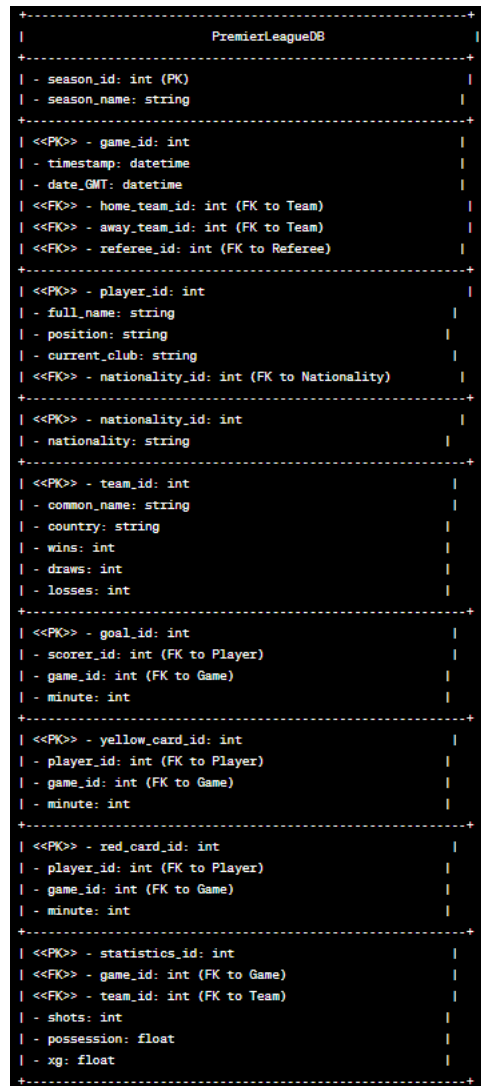 +------------------------------------------------------+
|                       PremierLeagueDB                  |
+------------------------------------------------------+
| - season_id: int (PK)                                 |
| - season_name: string                                |
+------------------------------------------------------+
| <<PK>> - game_id: int                                |
| - timestamp: datetime                                |
| - date_GMT: datetime                                 |
| <<FK>> - home_team_id: int (FK to Team)               |
| <<FK>> - away_team_id: int (FK to Team)               |
| <<FK>> - referee_id: int (FK to Referee)             |
+------------------------------------------------------+
| <<PK>> - player_id: int                               |
| - full_name: string                                 |
| - position: string                                 |
| - current_club: string                              |
| <<FK>> - nationality_id: int (FK to Nationality)     |
+------------------------------------------------------+
| <<PK>> - nationality_id: int                         |
| - nationality: string                              |
+------------------------------------------------------+
| <<PK>> - team_id: int                               |
| - common_name: string                               |
| - country: string                                  |
| - wins: int                                        |
| - draws: int                                       |
| - losses: int                                      |
+------------------------------------------------------+
| <<PK>> - goal_id: int                               |
| - scorer_id: int (FK to Player)                     |
| - game_id: int (FK to Game)                        |
| - minute: int                                      |
+------------------------------------------------------+
| <<PK>> - yellow_card_id: int                        |
| - player_id: int (FK to Player)                    |
| - game_id: int (FK to Game)                        |
| - minute: int                                      |
+------------------------------------------------------+
| <<PK>> - red_card_id: int                           |
| - player_id: int (FK to Player)                    |
| - game_id: int (FK to Game)                        |
| - minute: int                                      |
+------------------------------------------------------+
| <<PK>> - statistics_id: int                         |
| <<FK>> - game_id: int (FK to Game)                  |
| <<FK>> - team_id: int (FK to Team)                  |
| - shots: int                                       |
| - possession: float                                |
| - xg: float                                        |
+------------------------------------------------------+